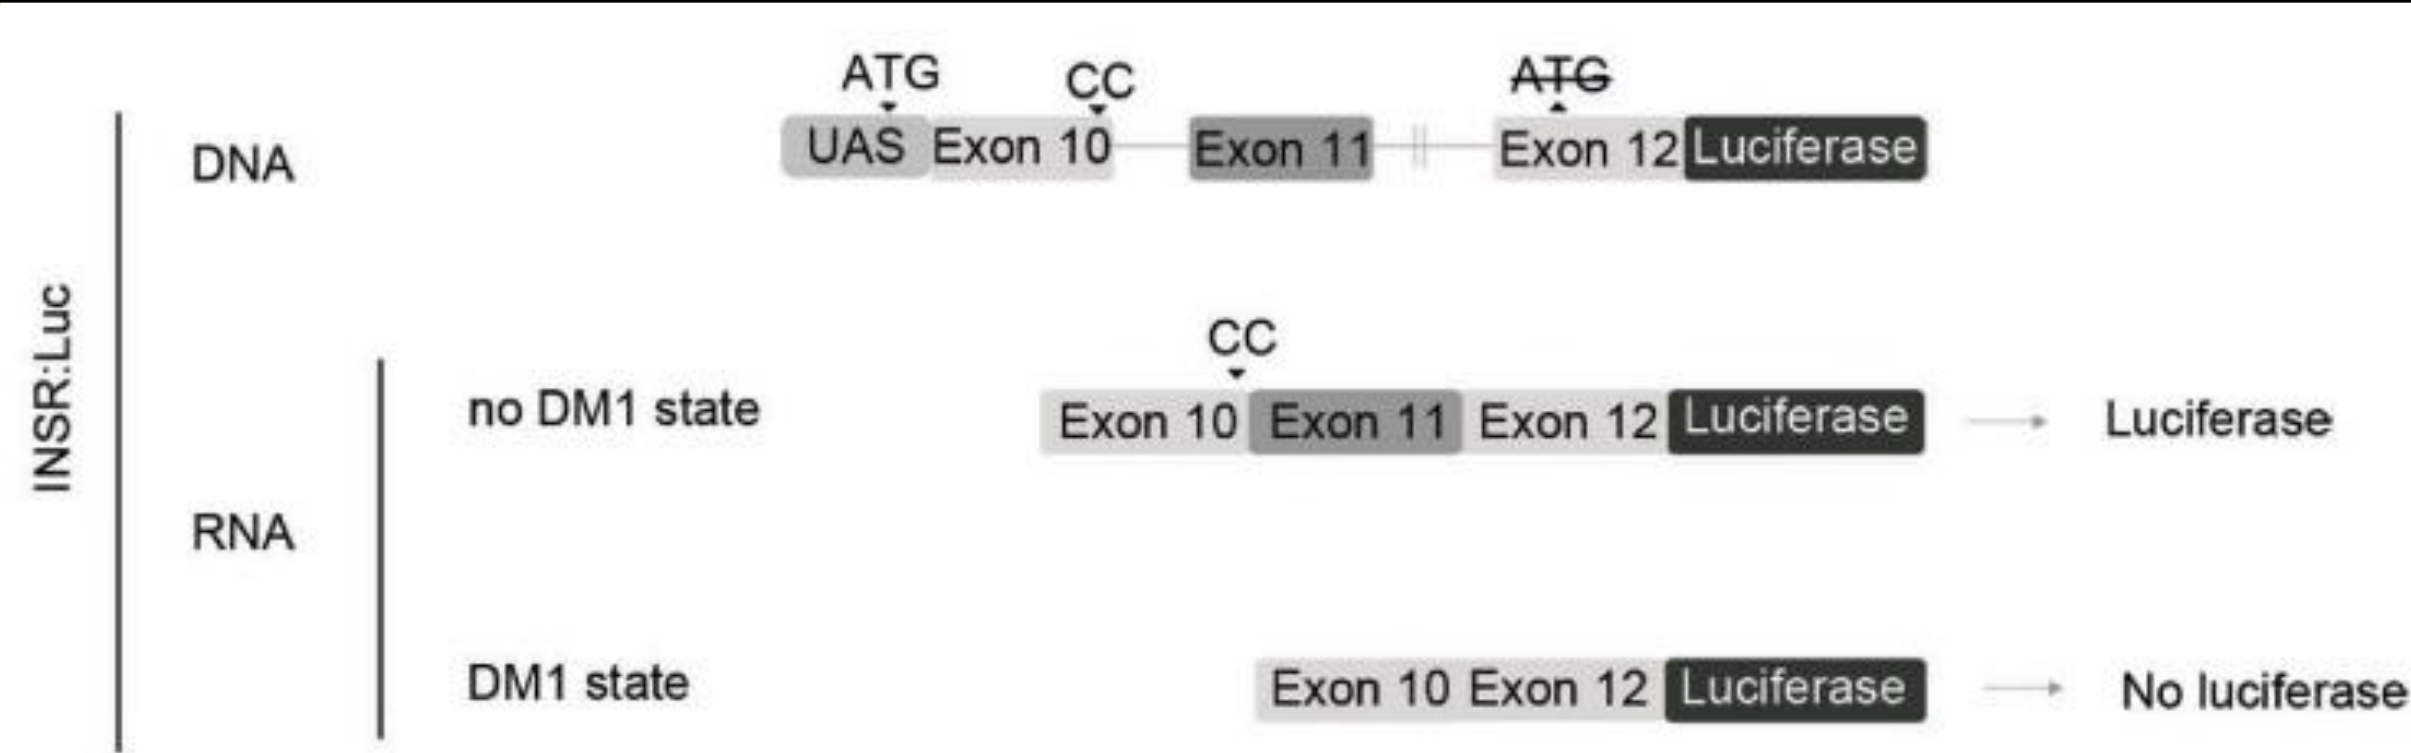 INSR:Luc
DNA
ATG CC ATG
UAS Exon 10 Exon 11 Exon 12 Luciferase
RNA
no DM1 state
CC
Exon 10 Exon 11 Exon 12 Luciferase Luciferase
DM1 state
Exon 10 Exon 12 Luciferase No luciferase